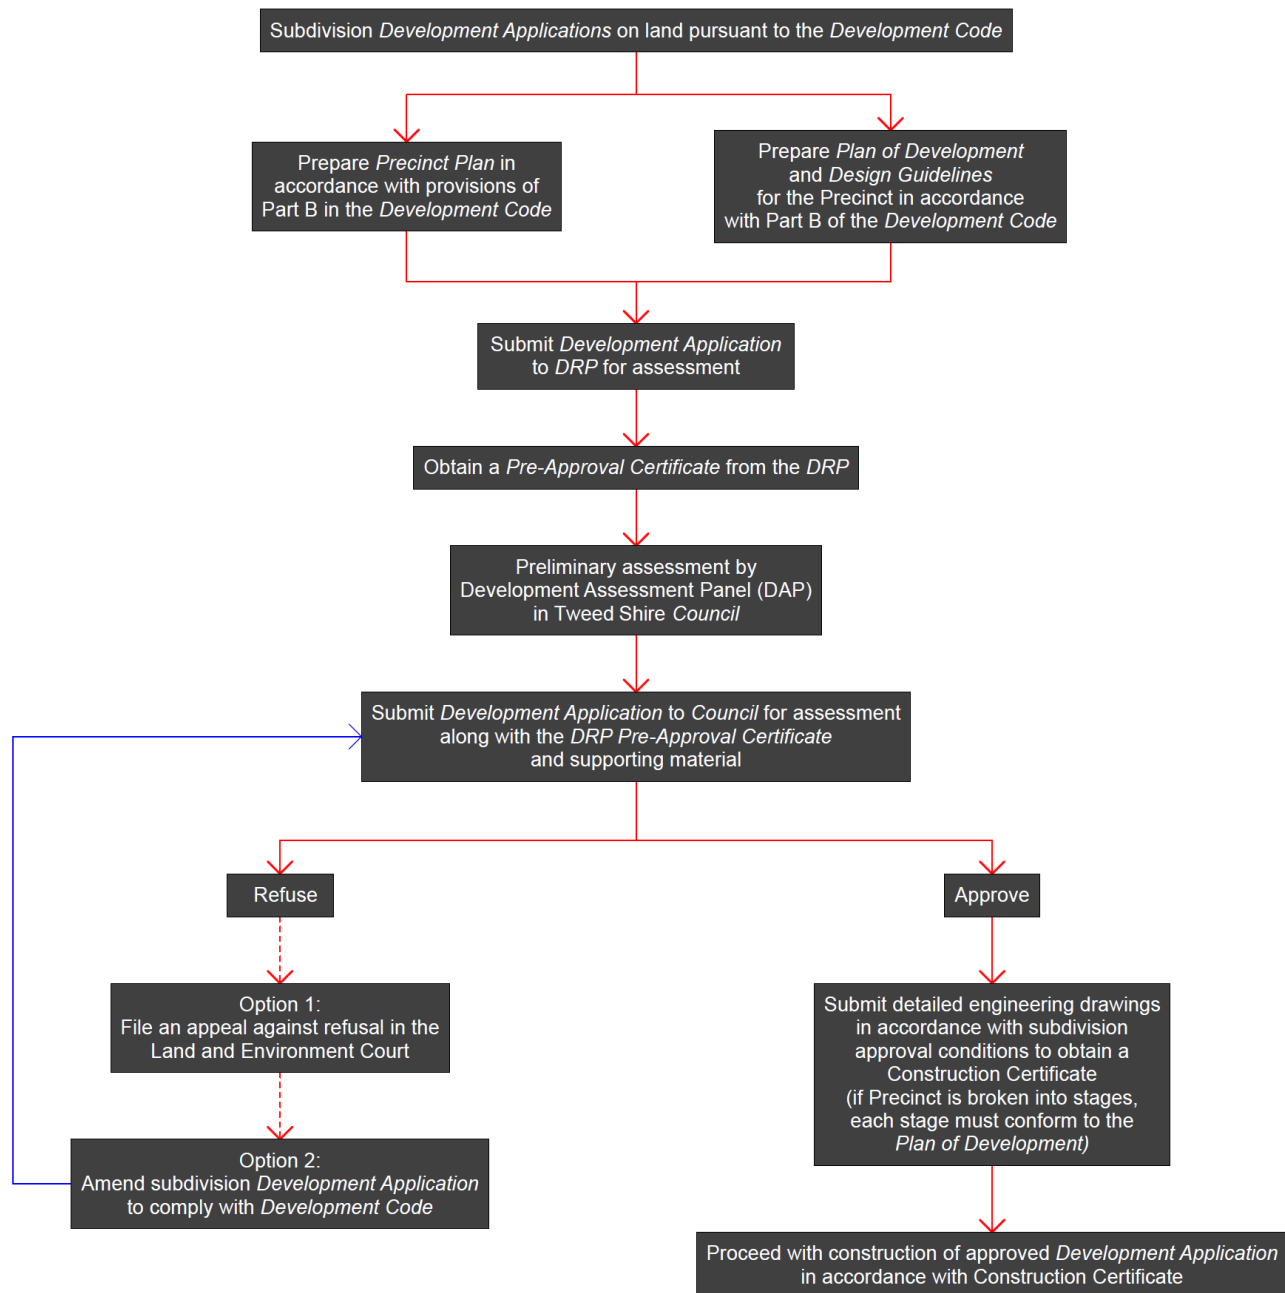 Subdivision Development Applications on land pursuant to the Development Code
Prepare Precinct Plan in
accordance with provisions of
Part B in the Development Code
Prepare Plan of Development
and Design Guidelines
for the Precinct in accordance
with Part B of the Development Code
Submit Development Application
to DRP for assessment
Obtain a Pre-Approval Certificate from the DRP
Preliminary assessment by
Development Assessment Panel (DAP)
in Tweed Shire Council
Submit Development Application to Council for assessment
along with the DRP Pre-Approval Certificate
and supporting material
Refuse
Approve
Option 1:
File an appeal against refusal in the
Land and Environment Court
Submit detailed engineering drawings
in accordance with subdivision
approval conditions to obtain a
Construction Certificate
(if Precinct is broken into stages,
each stage must conform to the
Plan of Development)
Option 2:
Amend subdivision Development Application
to comply with Development Code
Proceed with construction of approved Development Application
in accordance with Construction Certificate